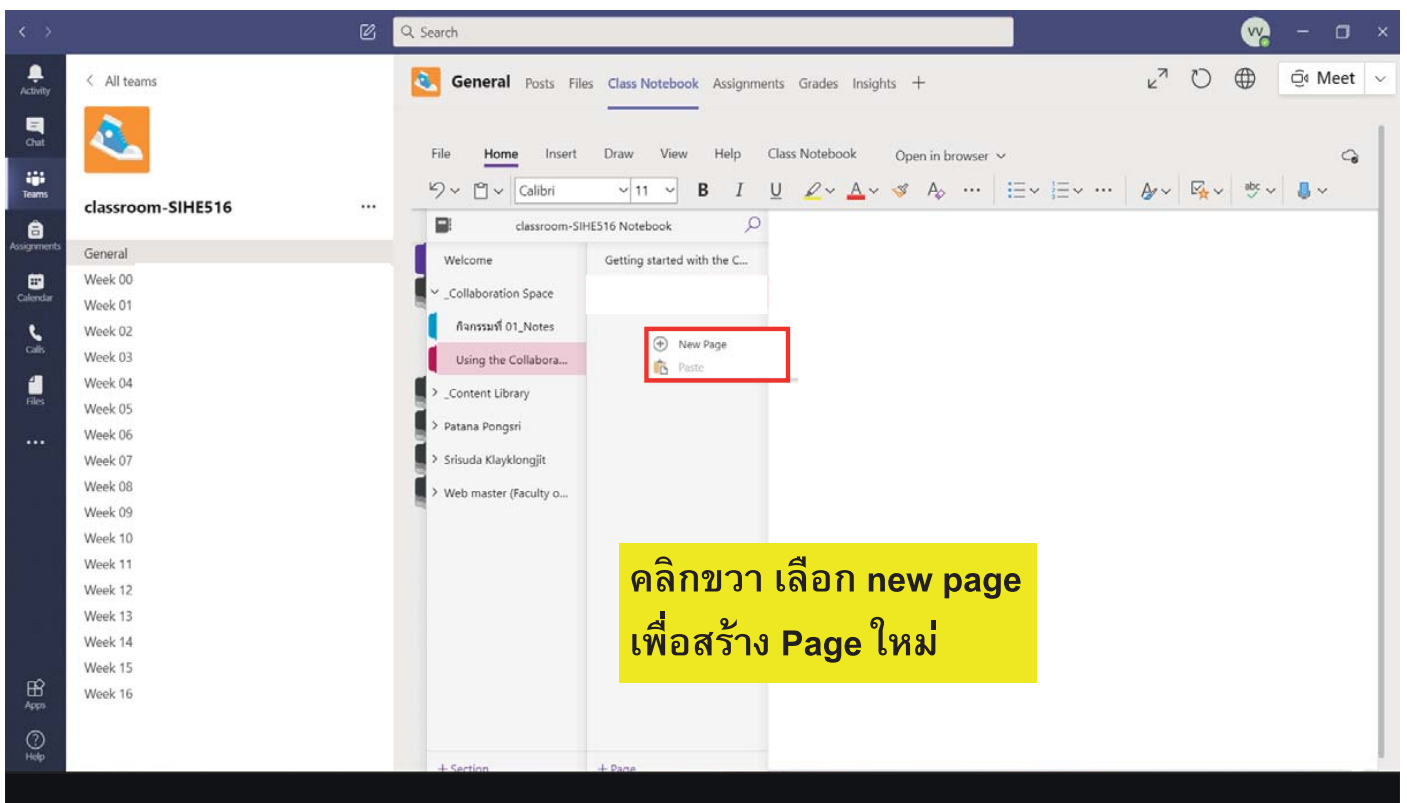 Search
VV
Activity
Chat
Teams
Assignments
Calendar
Calls
Files
Apps
Help
All teams
classroom-SIHE516
General
Week 00
Week 01
Week 02
Week 03
Week 04
Week 05
Week 06
Week 07
Week 08
Week 09
Week 10
Week 11
Week 12
Week 13
Week 14
Week 15
Week 16
General Posts Files Class Notebook Assignments Grades Insights
Meet
File Home Insert Draw View Help Class Notebook Open in browser
Calibri 11 B I U A A abc
classroom-SIHE516 Notebook
Welcome
_Collaboration Space
กิจกรรมที่ 01_Notes
Using the Collabora...
_Content Library
Patana Pongsri
Srisuda Klayklongjit
Web master (Faculty o...
+ Section
Getting started with the C...
New Page
Paste
+ Page
คลิกขวา เลือก new page
เพื่อสร้าง Page ใหม่